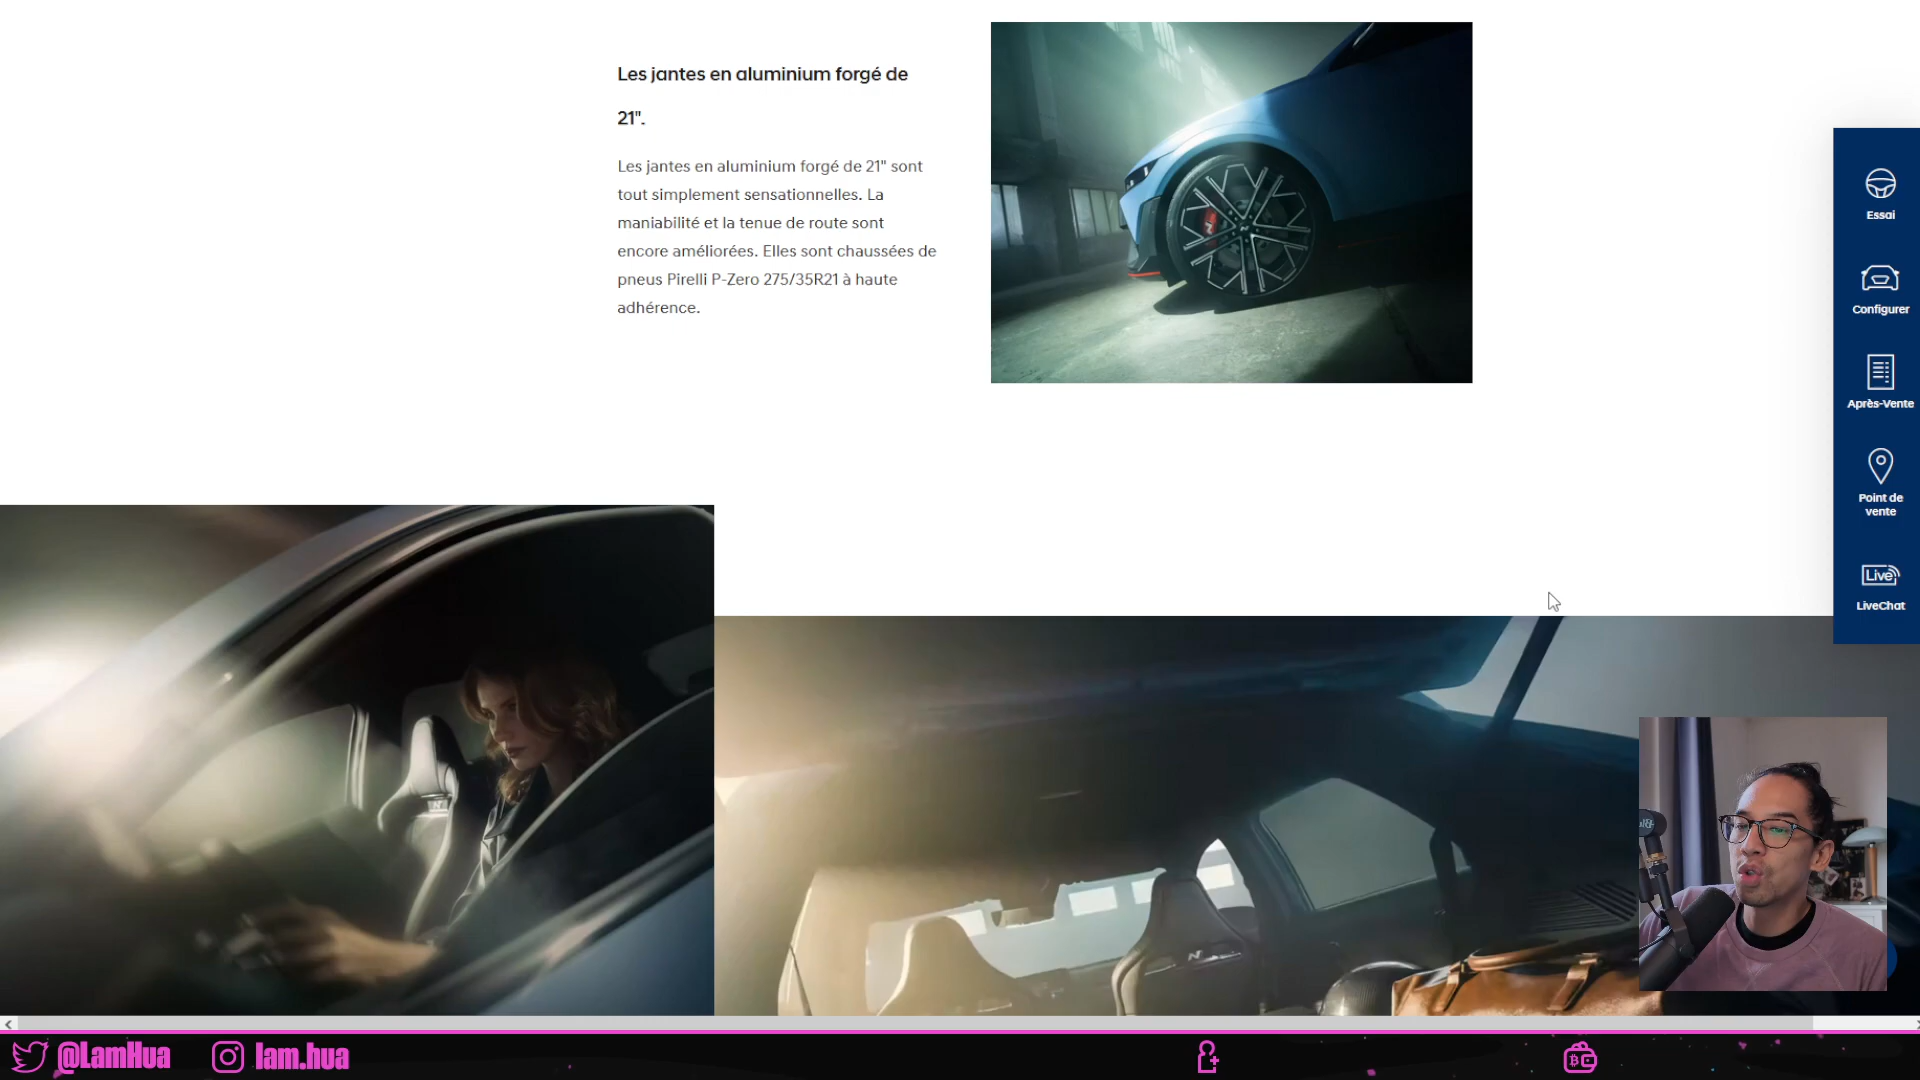 Les jantes en aluminium forgé de
21".
Les jantes en aluminium forgé de 21" sont
tout simplement sensationnelles. La
maniabilité et la tenue de route sont
encore améliorées. Elles sont chaussées de
pneus Pirelli P-Zero 275/35R21 à haute
adhérence.
Essai
Configurer
Après-Vente
Point de
vente
Live
LiveChat
@LamHua
lam.hua